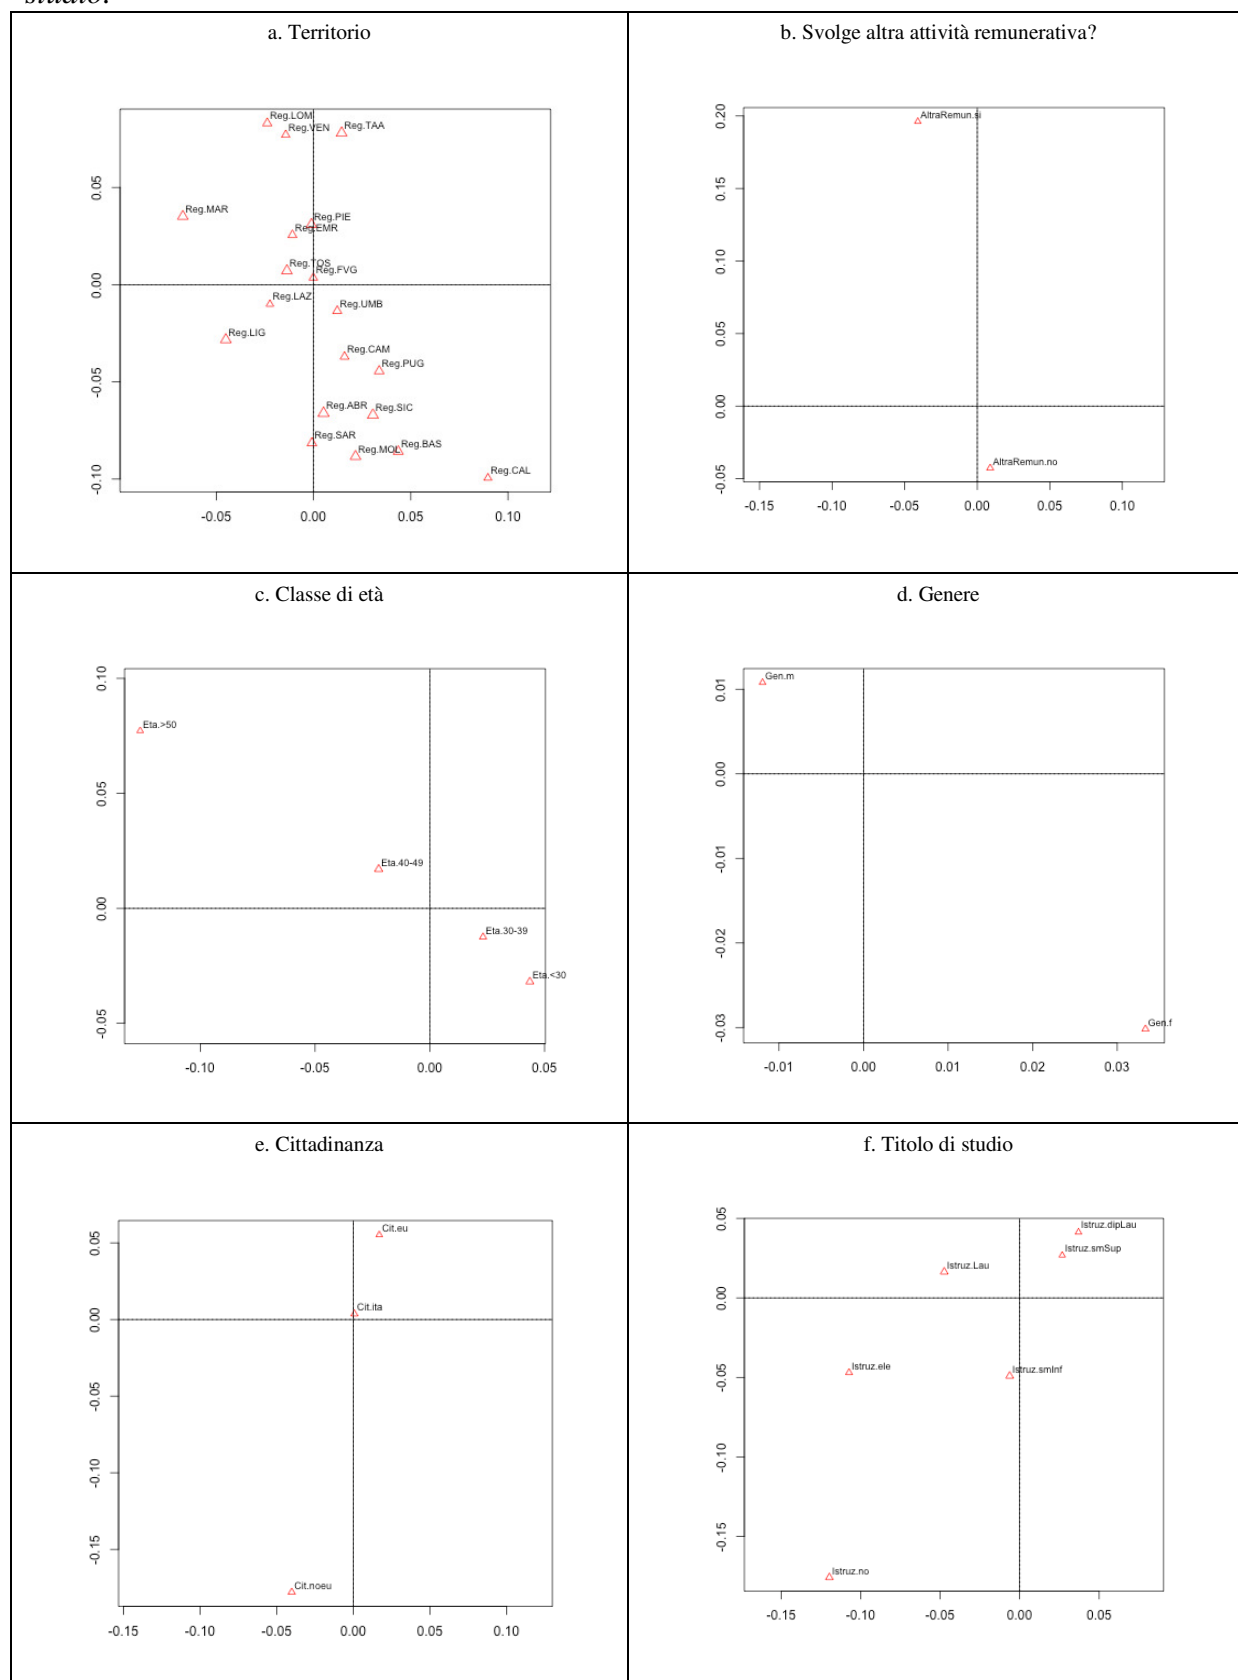 studio.
a. Territorio
b. Svolge altra attività remunerativa?
Reg.LOM
Reg.VEN
Reg.TAA
Reg.MAR
Reg.PIE
Reg.EMR
Reg.TOS
Reg.FVG
Reg.LAZ
Reg.UMB
Reg.LIG
Reg.CAM
Reg.PUG
Reg.ABR
Reg.SIC
Reg.SAR
Reg.MOL
Reg.BAS
Reg.CAL
0.05
0.00
-0.05
-0.10
-0.05 0.00 0.05 0.10
AltraRemun.si
AltraRemun.no
0.20
0.15
0.10
0.05
0.00
-0.05
-0.15 -0.10 -0.05 0.00 0.05 0.10
c. Classe di età
d. Genere
Eta.>50
Eta.40-49
Eta.30-39
Eta.<30
0.10
0.05
0.00
-0.05
-0.10 -0.05 0.00 0.05
Gen.m
Gen.f
0.01
0.00
-0.01
-0.02
-0.03
-0.01 0.00 0.01 0.02 0.03
e. Cittadinanza
f. Titolo di studio
Cit.eu
Cit.ita
Cit.noeu
0.05
0.00
-0.05
-0.10
-0.15
-0.15 -0.10 -0.05 0.00 0.05 0.10
Istruz.dipLau
Istruz.smSup
Istruz.Lau
Istruz.ele
Istruz.smInf
Istruz.no
0.05
0.00
-0.05
-0.10
-0.15
-0.15 -0.10 -0.05 0.00 0.05